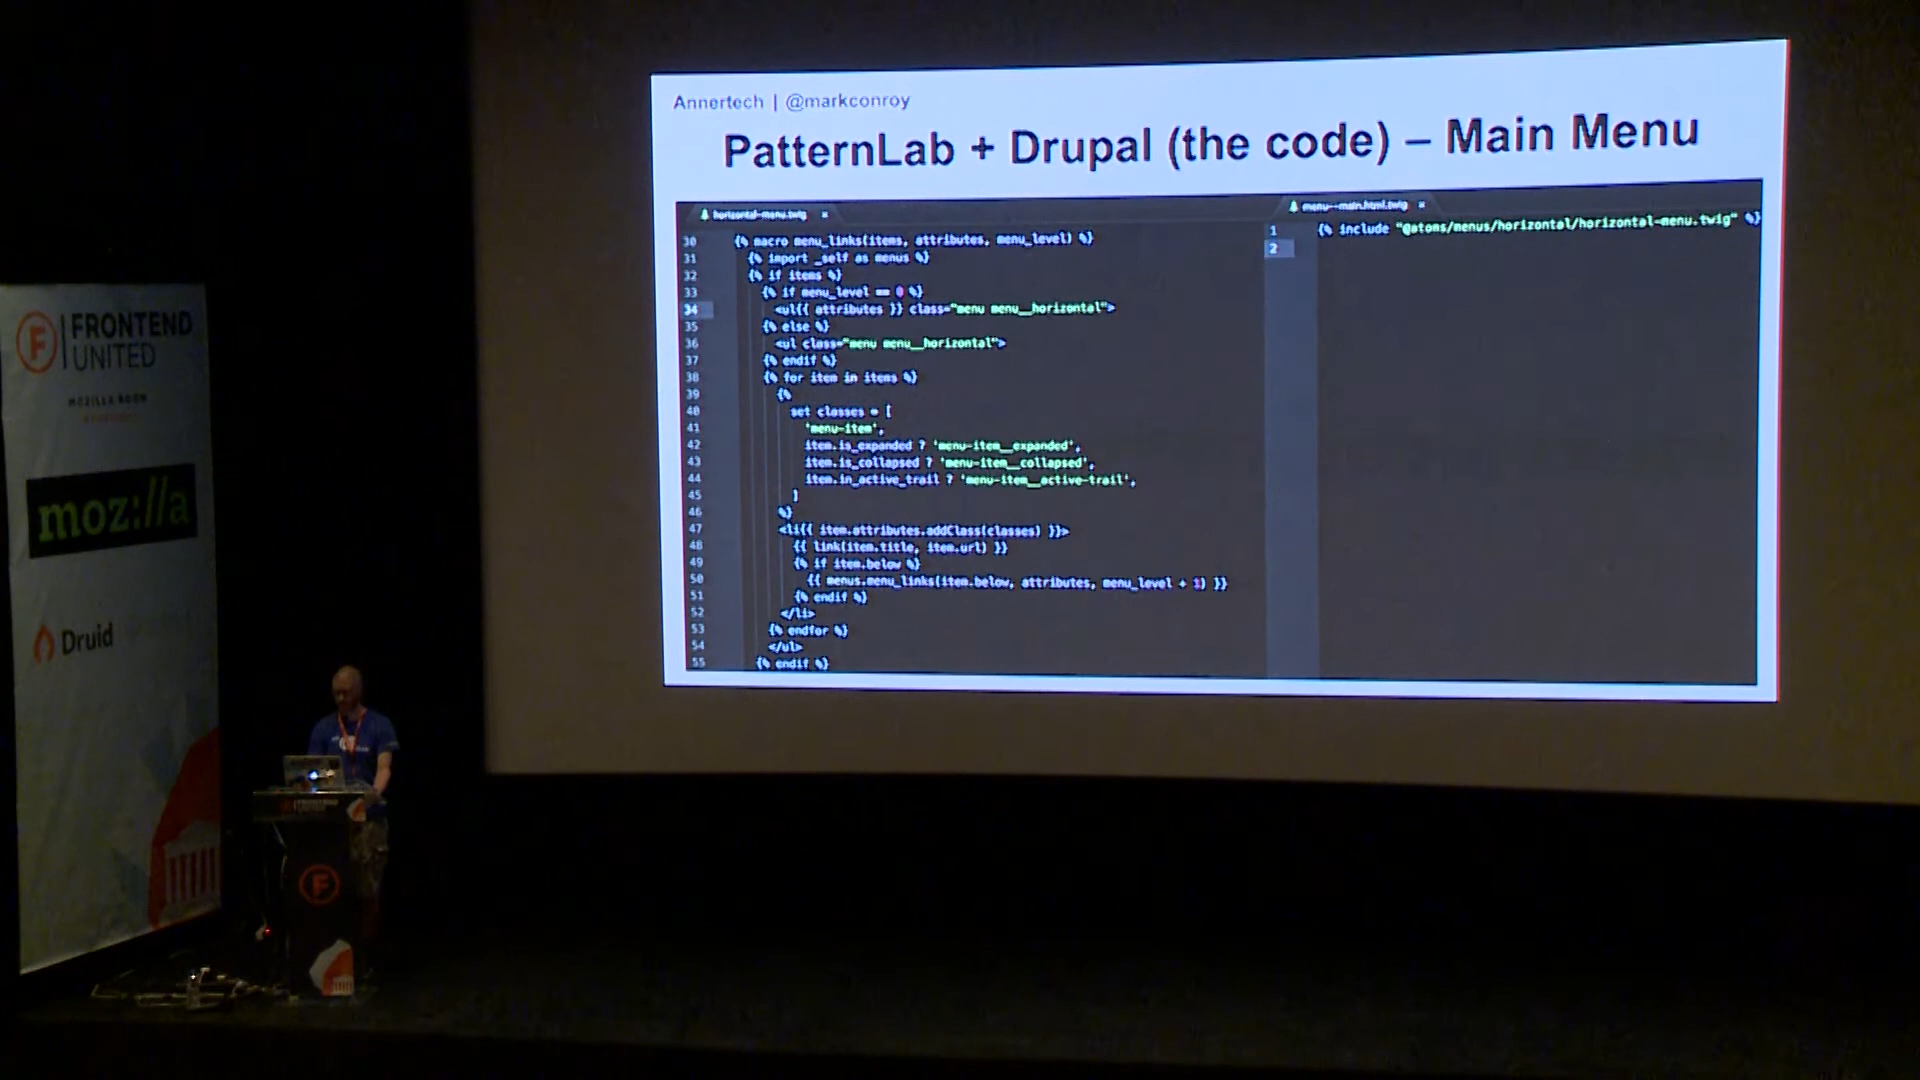 Annertech | @markconroy
PatternLab + Drupal (the code) – Main Menu
horizontal-menu.twig ×
30 {% macro menu_links(items, attributes, menu_level) %}
31 {% import _self as menus %}
32 {% if items %}
33 {% if menu_level == 0 %}
34 <ul{{ attributes }} class="menu menu__horizontal">
35 {% else %}
36 <ul class="menu menu__horizontal">
37 {% endif %}
38 {% for item in items %}
39 {%
40 set classes = [
41 'menu-item',
42 item.is_expanded ? 'menu-item__expanded',
43 item.is_collapsed ? 'menu-item__collapsed',
44 item.in_active_trail ? 'menu-item__active-trail',
45 ]
46 %}
47 <li{{ item.attributes.addClass(classes) }}>
48 {{ link(item.title, item.url) }}
49 {% if item.below %}
50 {{ menus.menu_links(item.below, attributes, menu_level + 1) }}
51 {% endif %}
52 </li>
53 {% endfor %}
54 </ul>
55 {% endif %}
menu--main.html.twig ×
1 {% include "@atoms/menus/horizontal/horizontal-menu.twig" %}
2
F FRONTEND
UNITED
MOZILLA ROOM
moz://a
Druid
FRONTEND
UNITED
F